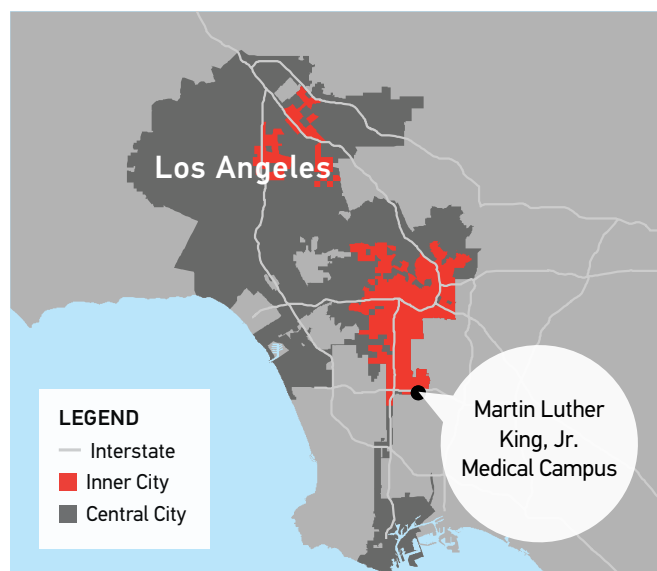 Los Angeles
LEGEND
Interstate
Inner City
Central City
Martin Luther
King, Jr.
Medical Campus